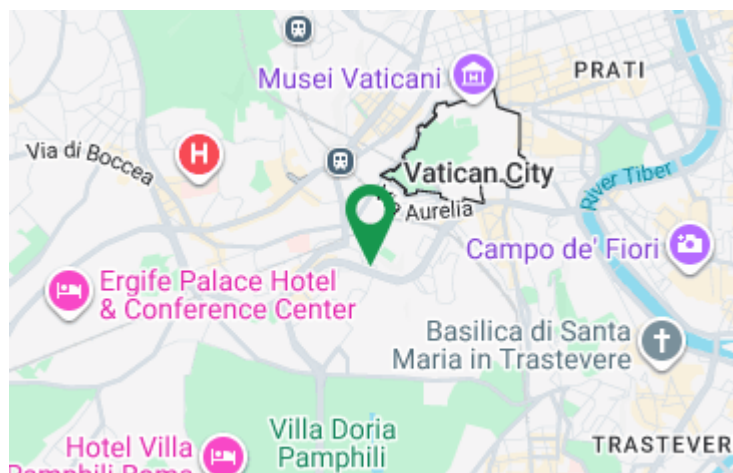 Musei Vaticani
PRATI
Via di Boccea
H
Vatican City
River Tiber
Aurelia
Campo de' Fiori
Ergife Palace Hotel
& Conference Center
Basilica di Santa
Maria in Trastevere
Villa Doria
Pamphili
Hotel Villa
TRASTEVER